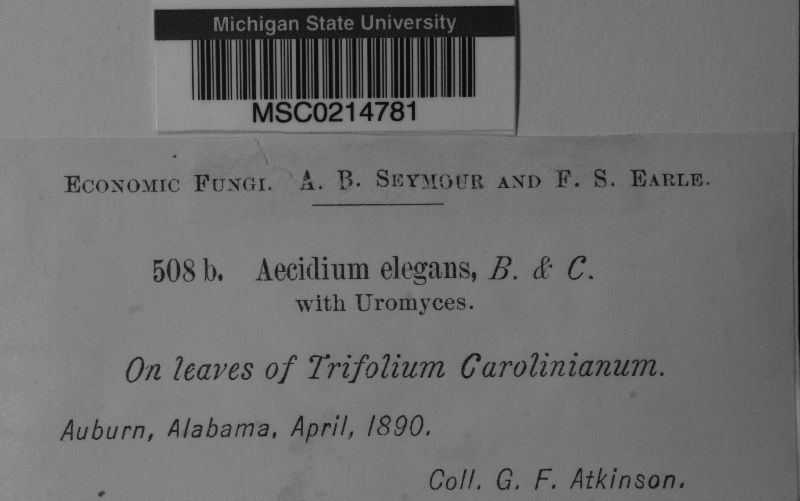 Michigan State University
MSC0214781
Economic Fungi. A. B. Seymour and F. S. Earle.
508 b. Aecidium elegans, B. & C.
with Uromyces.
On leaves of Trifolium Carolinianum.
Auburn, Alabama, April, 1890.
Coll. G. F. Atkinson.